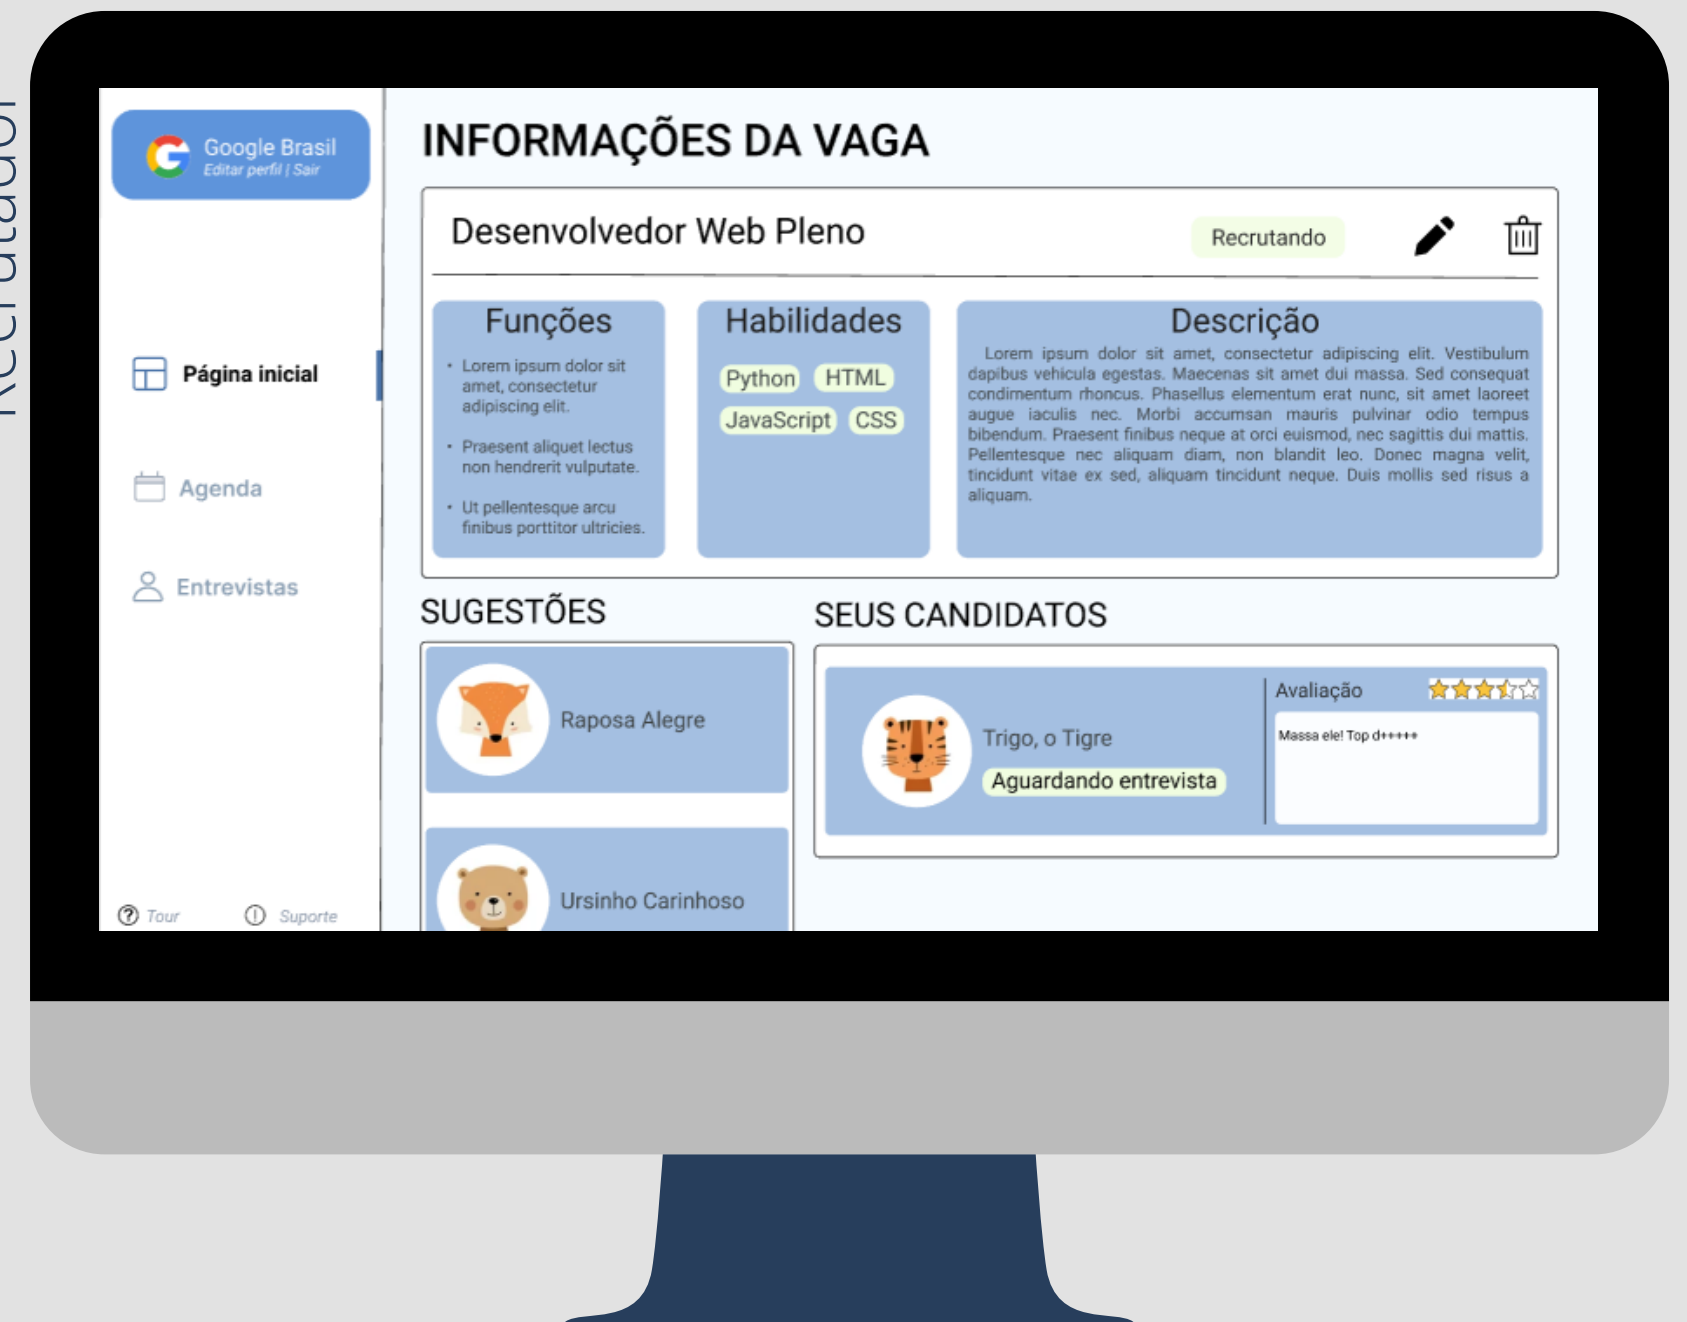 Recrutador
Google Brasil
Editar perfil | Sair
Página inicial
Agenda
Entrevistas
Tour
Suporte
INFORMAÇÕES DA VAGA
Desenvolvedor Web Pleno
Recrutando
Funções
• Lorem ipsum dolor sit
amet, consectetur
adipiscing elit.
• Praesent aliquet lectus
non hendrerit vulputate.
• Ut pellentesque arcu
finibus porttitor ultricies.
Habilidades
Python HTML
JavaScript CSS
Descrição
Lorem ipsum dolor sit amet, consectetur adipiscing elit. Vestibulum
dapibus vehicula egestas. Maecenas sit amet dui massa. Sed consequat
condimentum rhoncus. Phasellus elementum erat nunc, sit amet laoreet
augue iaculis nec. Morbi accumsan mauris pulvinar odio tempus
bibendum. Praesent finibus neque at orci euismod, nec sagittis dui mattis.
Pellentesque nec aliquam diam, non blandit leo. Donec magna velit,
tincidunt vitae ex sed, aliquam tincidunt neque. Duis mollis sed risus a
aliquam.
SUGESTÕES
Raposa Alegre
Ursinho Carinhoso
SEUS CANDIDATOS
Trigo, o Tigre
Aguardando entrevista
Avaliação
Massa ele! Top d+++++